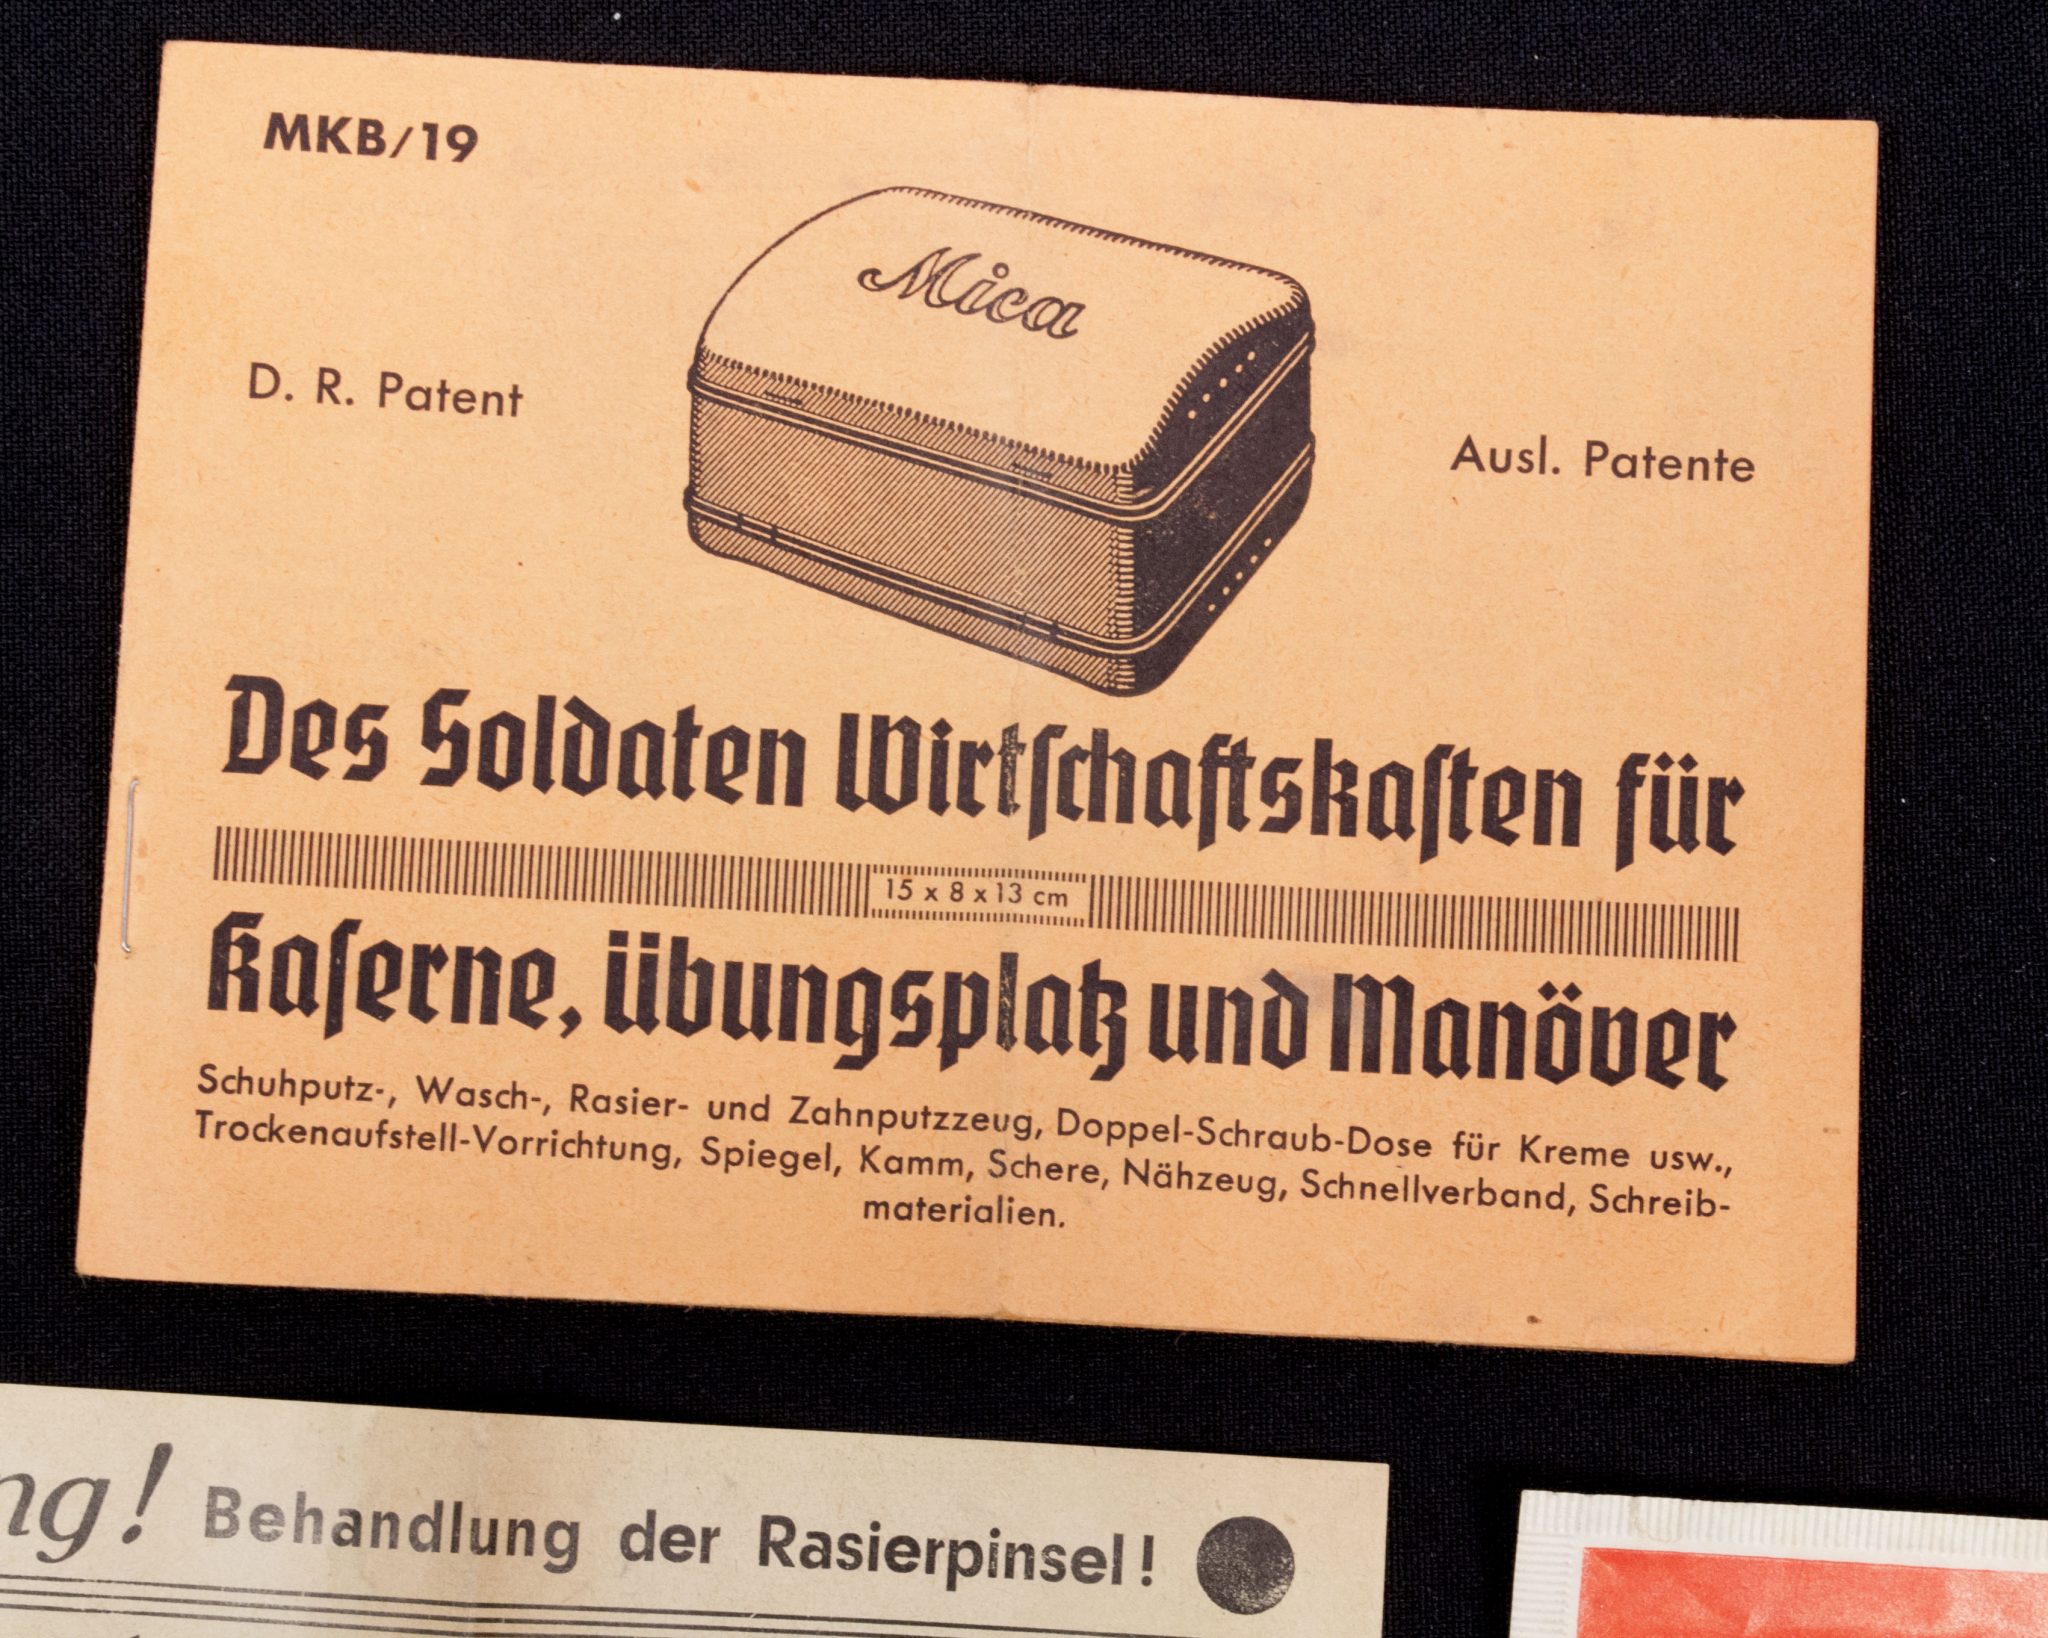 MKB/19
Mica
D. R. Patent
Ausl. Patente
Des Soldaten Wirtſchaftskaſten für
15 x 8 x 13 cm
Kaſerne, Übungsplatz und Manöver
Schuhputz-, Wasch-, Rasier- und Zahnputzzeug, Doppel-Schraub-Dose für Kreme usw.,
Trockenaufstell-Vorrichtung, Spiegel, Kamm, Schere, Nähzeug, Schnellverband, Schreib-
materialien.
ng! Behandlung der Rasierpinsel!